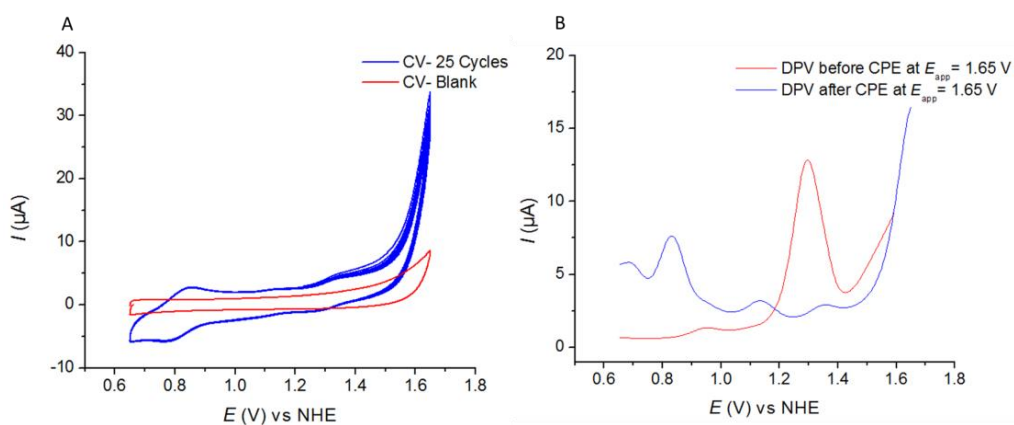 A
40
30
20
10
0
-10
I (µA)
CV- 25 Cycles
CV- Blank
0.6 0.8 1.0 1.2 1.4 1.6 1.8
E (V) vs NHE
B
20
15
10
5
0
I (µA)
DPV before CPE at Eapp = 1.65 V
DPV after CPE at Eapp = 1.65 V
0.6 0.8 1.0 1.2 1.4 1.6 1.8
E (V) vs NHE